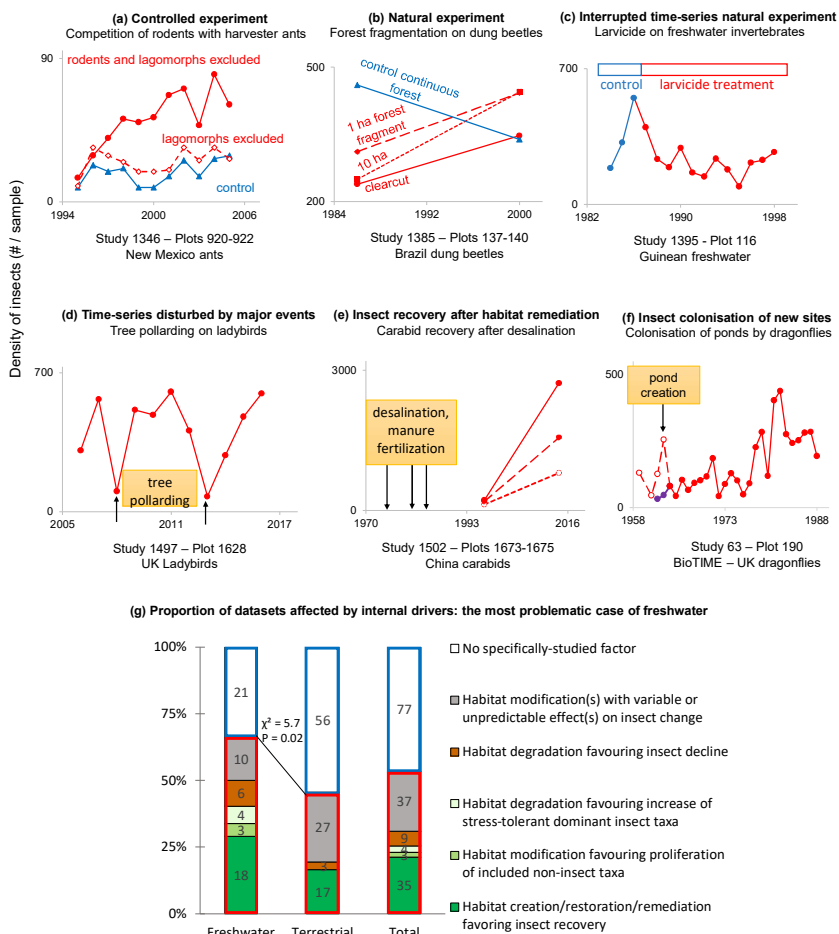 (a) Controlled experiment
Competition of rodents with harvester ants
90
rodents and lagomorphs excluded
lagomorphs excluded
control
0
1994 2000 2006
Study 1346 – Plots 920-922
New Mexico ants
(b) Natural experiment
Forest fragmentation on dung beetles
500
control continuous
forest
1 ha forest
fragment
10 ha
clearcut
200
1984 1992 2000
Study 1385 – Plots 137-140
Brazil dung beetles
(c) Interrupted time-series natural experiment
Larvicide on freshwater invertebrates
700
control larvicide treatment
0
1982 1990 1998
Study 1395 - Plot 116
Guinean freshwater
Density of insects (# / sample)
(d) Time-series disturbed by major events
Tree pollarding on ladybirds
700
tree
pollarding
0
2005 2011 2017
Study 1497 – Plot 1628
UK Ladybirds
(e) Insect recovery after habitat remediation
Carabid recovery after desalination
3000
desalination,
manure
fertilization
0
1970 1993 2016
Study 1502 – Plots 1673-1675
China carabids
(f) Insect colonisation of new sites
Colonisation of ponds by dragonflies
500
pond
creation
0
1958 1973 1988
Study 63 – Plot 190
BioTIME – UK dragonflies
(g) Proportion of datasets affected by internal drivers: the most problematic case of freshwater
100%
75%
50%
25%
0%
21
10
6
4
3
18
χ² = 5.7
P = 0.02
56
27
3
17
77
37
9
4
3
35
Freshwater Terrestrial Total
No specifically-studied factor
Habitat modification(s) with variable or
unpredictable effect(s) on insect change
Habitat degradation favouring insect decline
Habitat degradation favouring increase of
stress-tolerant dominant insect taxa
Habitat modification favouring proliferation
of included non-insect taxa
Habitat creation/restoration/remediation
favoring insect recovery